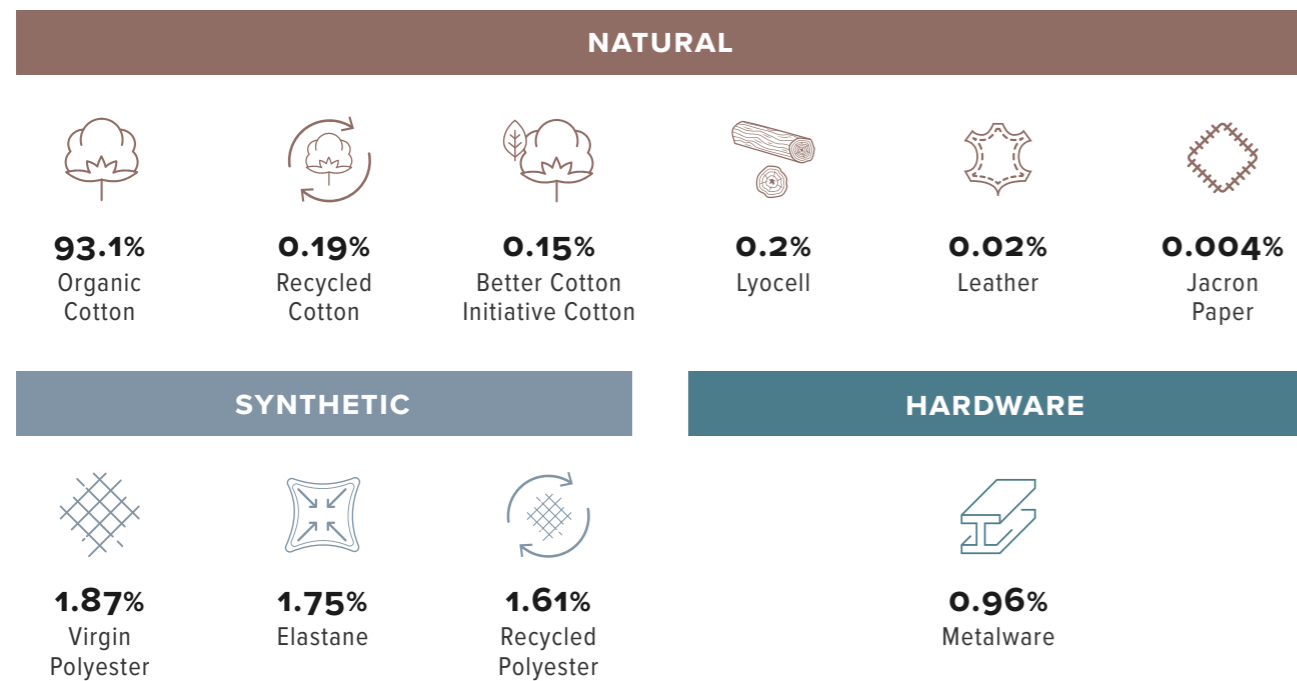 NATURAL
93.1%
Organic
Cotton
0.19%
Recycled
Cotton
0.15%
Better Cotton
Initiative Cotton
0.2%
Lyocell
0.02%
Leather
0.004%
Jacron
Paper
SYNTHETIC
1.87%
Virgin
Polyester
1.75%
Elastane
1.61%
Recycled
Polyester
HARDWARE
0.96%
Metalware